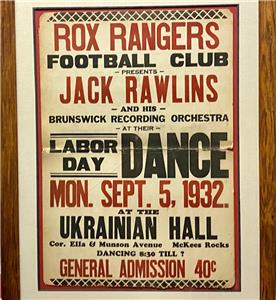 ROX RANGERS
FOOTBALL CLUB
- PRESENTS -
JACK RAWLINS
- AND HIS -
BRUNSWICK RECORDING ORCHESTRA
- AT THEIR -
LABOR DAY DANCE
MON. SEPT. 5, 1932.
AT THE
UKRAINIAN HALL
Cor. Ella & Munson Avenue McKees Rocks
DANCING 8:30 TILL ?
GENERAL ADMISSION 40¢